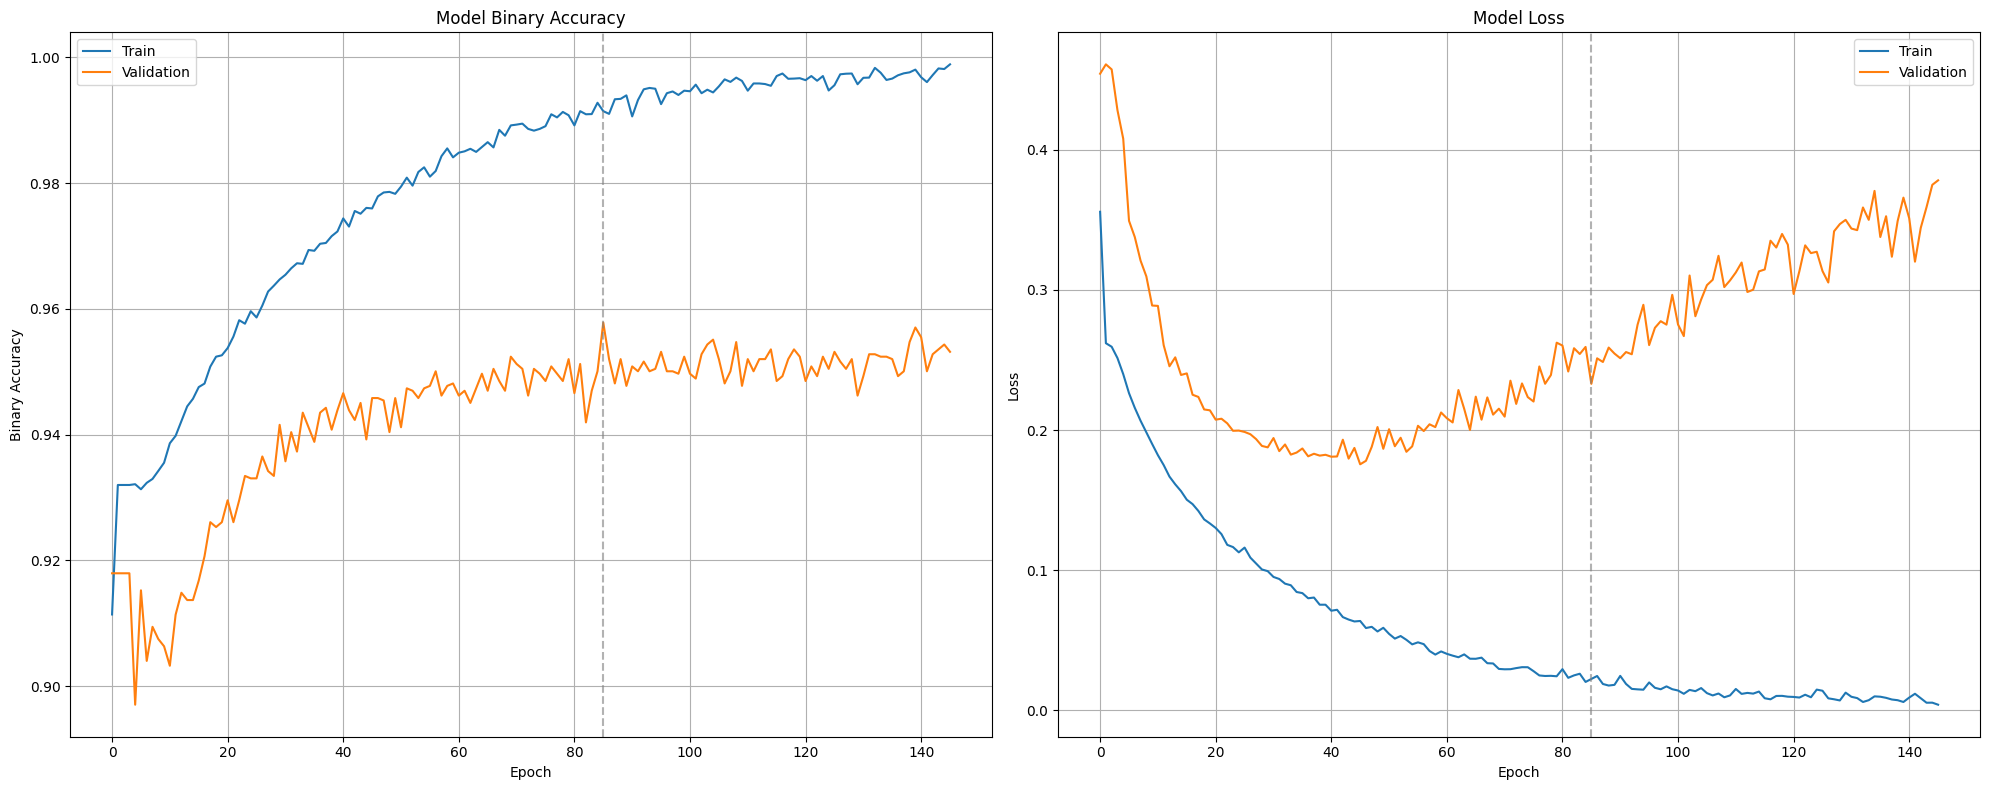 Model Binary Accuracy
Train
Validation
1.00
0.98
0.96
0.94
0.92
0.90
Binary Accuracy
0 20 40 60 80 100 120 140
Epoch
Model Loss
Train
Validation
0.4
0.3
0.2
0.1
0.0
Loss
0 20 40 60 80 100 120 140
Epoch